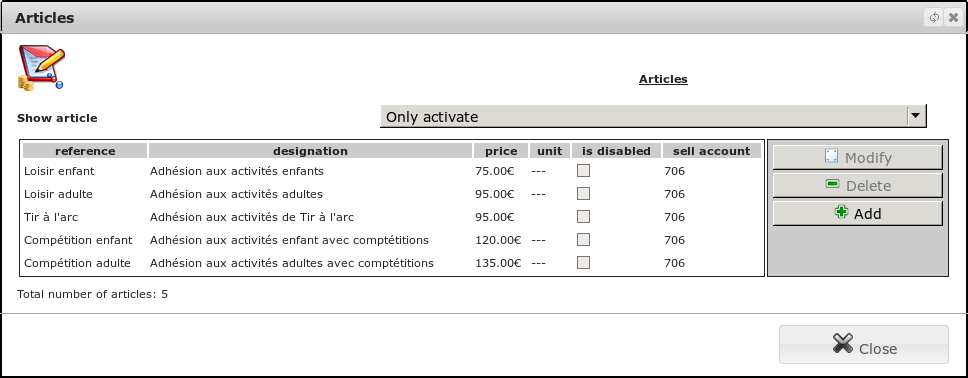 Articles
Articles
Show article
Only activate
reference designation price unit is disabled sell account
Loisir enfant Adhésion aux activités enfants 75.00€ --- 706
Loisir adulte Adhésion aux activités adultes 95.00€ --- 706
Tir à l'arc Adhésion aux activités de Tir à l'arc 95.00€ 706
Compétition enfant Adhésion aux activités enfant avec comptétitions 120.00€ --- 706
Compétition adulte Adhésion aux activités adultes avec comptétitions 135.00€ --- 706
Modify
Delete
Add
Total number of articles: 5
Close